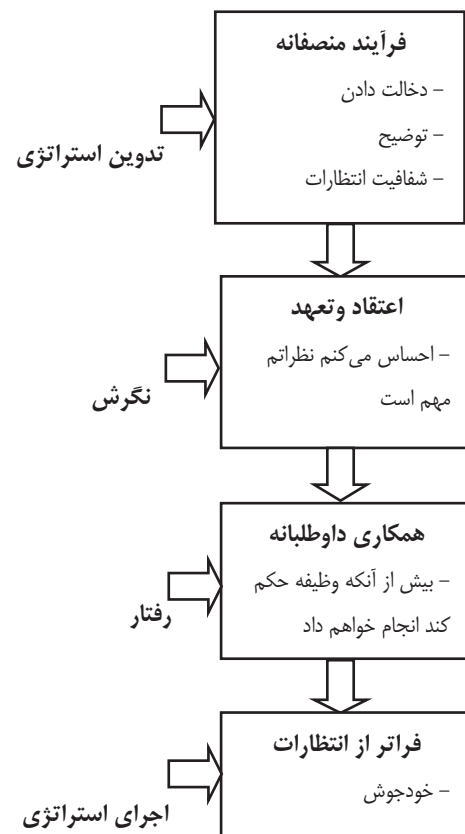 فرآیند منصفانه
– دخالت دادن
– توضیح
– شفافیت انتظارات
تدوین استراتژی
اعتقاد وتعهد
– احساس می‌کنم نظراتم
مهم است
نگرش
همکاری داوطلبانه
– بیش از آنکه وظیفه حکم
کند انجام خواهم داد
رفتار
فراتر از انتظارات
– خودجوش
اجرای استراتژی